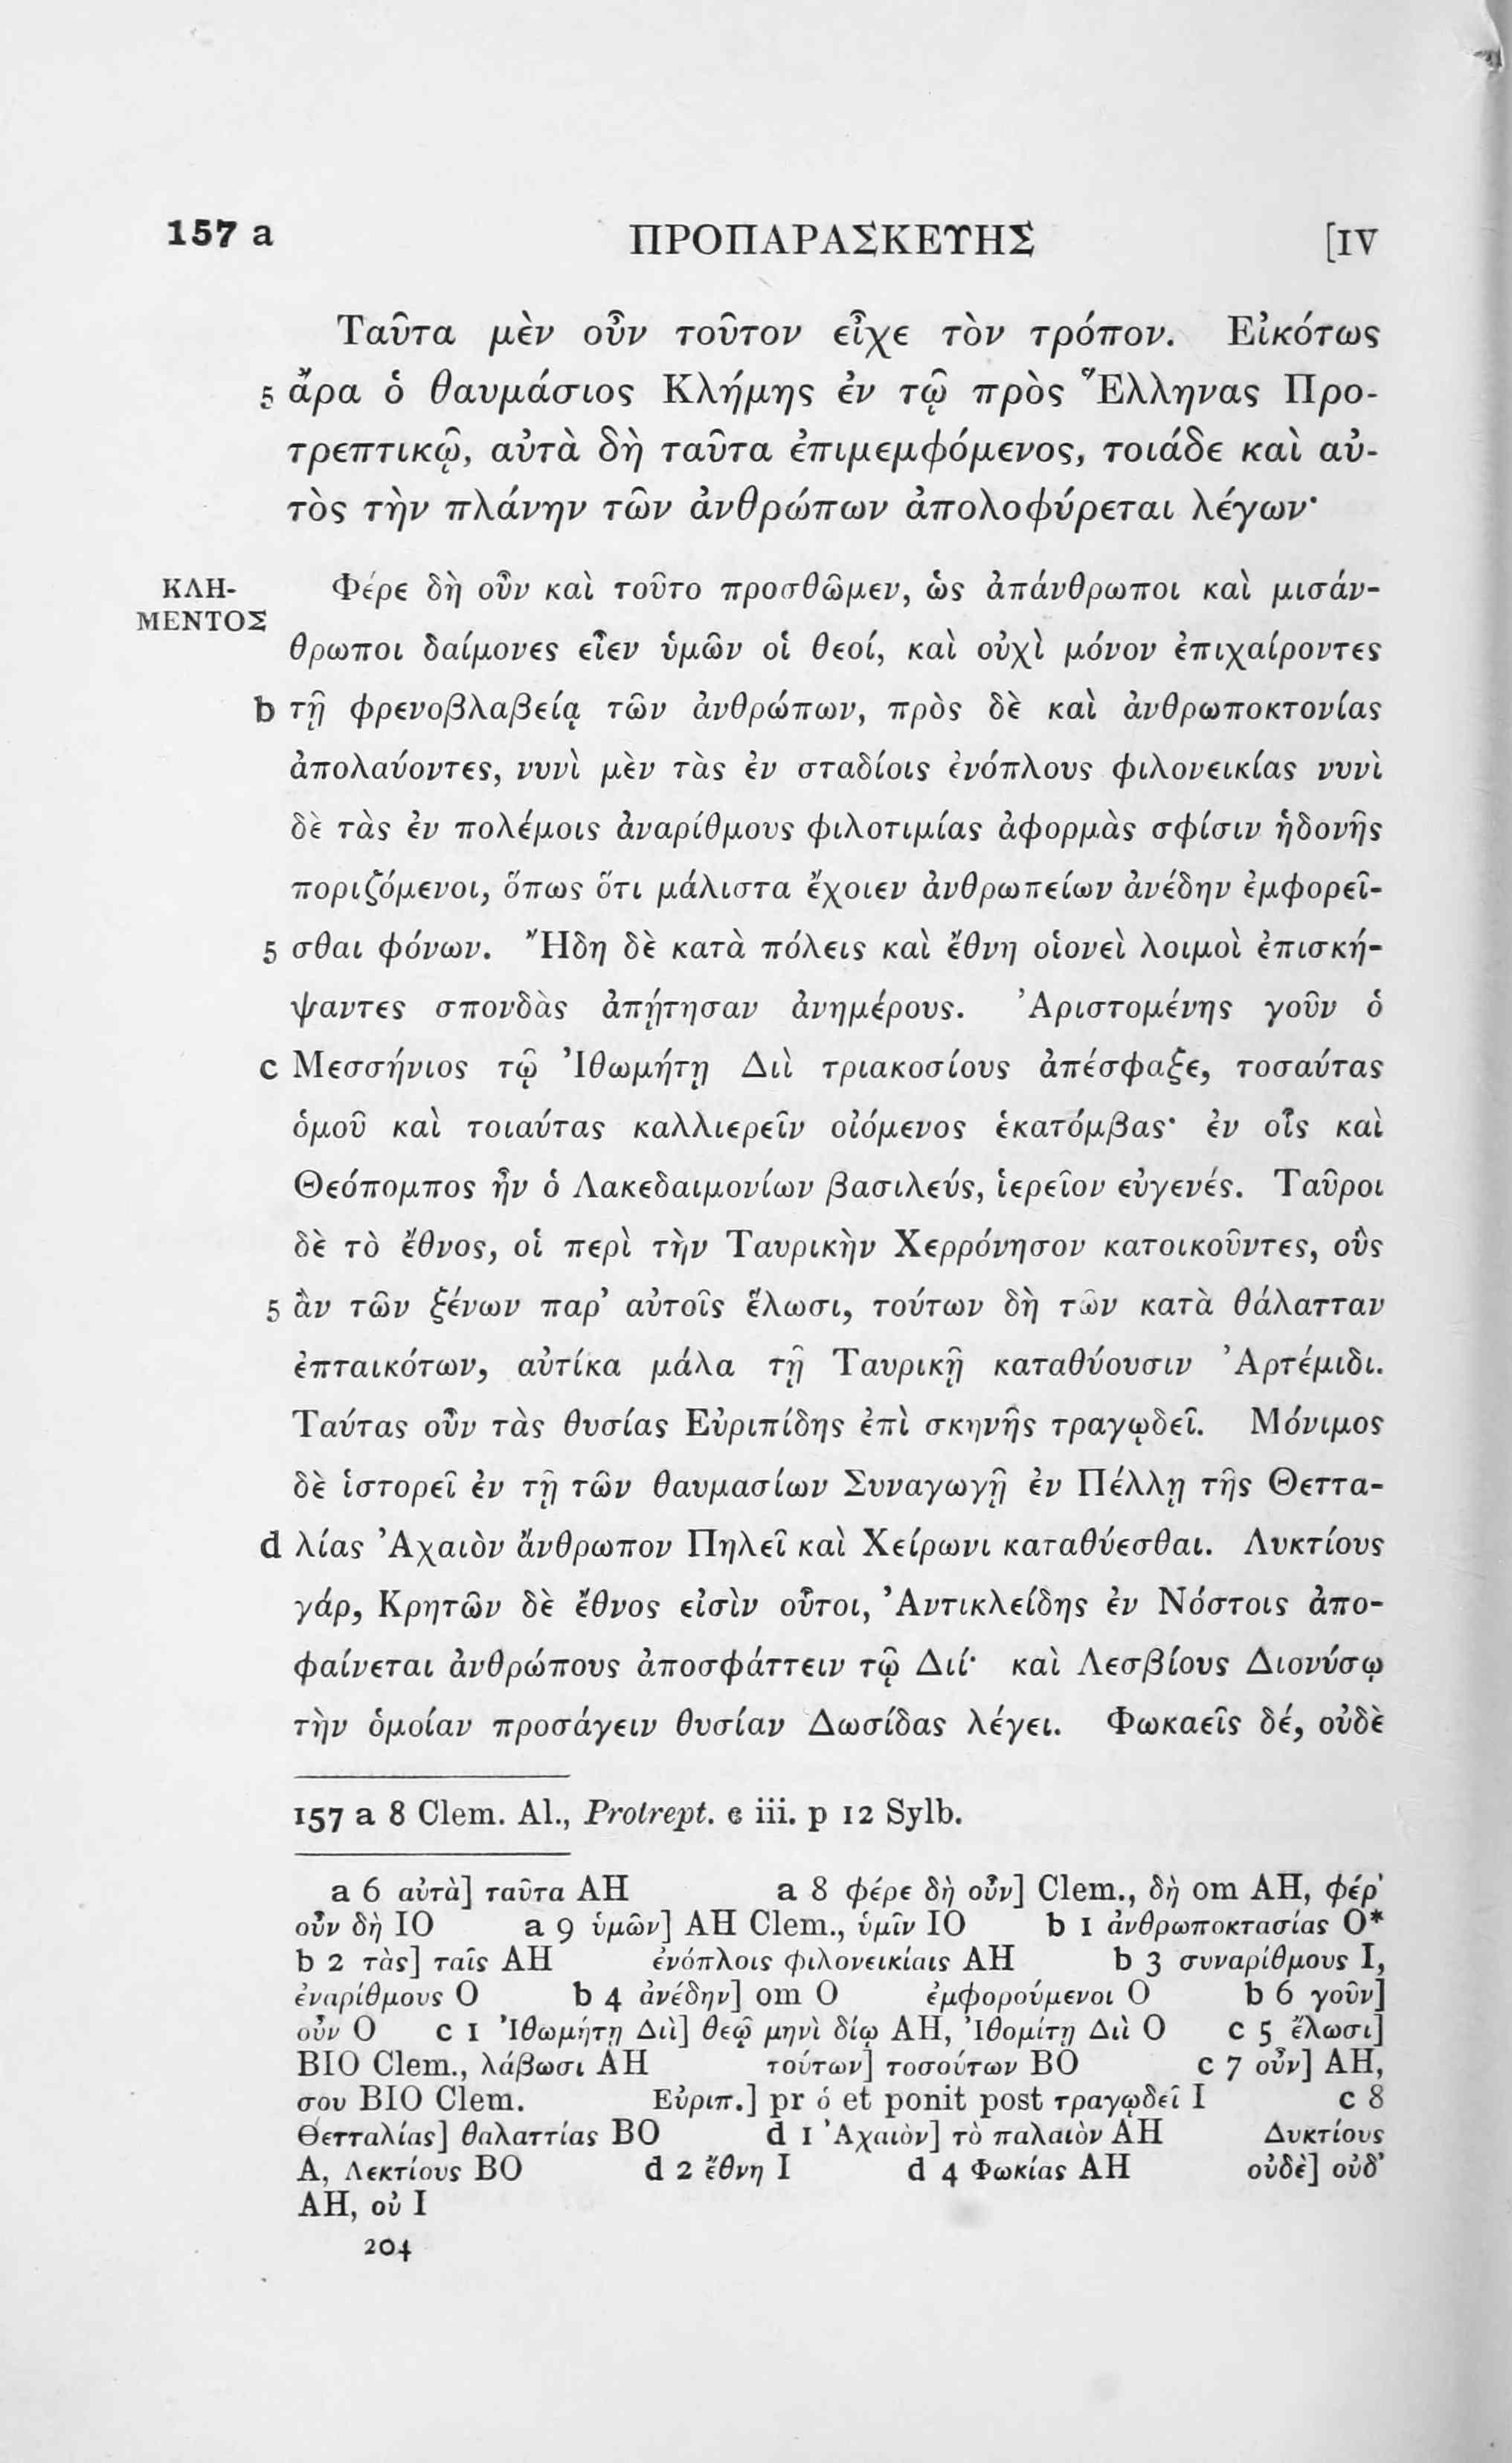 157 a ΠΡΟΠΑΡΑΣΚΕΥΗΣ [IV
Ταῦτα μὲν οὖν τοῦτον εἶχε τὸν τρόπον. Εἰκότως
5 ἄρα ὁ θαυμάσιος Κλήμης ἐν τῷ πρὸς Ἕλληνας Προ-
τρεπτικῷ, αὐτὰ δὴ ταῦτα ἐπιμεμφόμενος, τοιάδε καὶ αὐ-
τὸς τὴν πλάνην τῶν ἀνθρώπων ἀπολοφύρεται λέγων·
ΚΛΗ- Φέρε δὴ οὖν καὶ τοῦτο προσθῶμεν, ὡς ἀπάνθρωποι καὶ μισάν-
ΜΕΝΤΟΣ
θρωποι δαίμονες εἶεν ὑμῶν οἱ θεοί, καὶ οὐχὶ μόνον ἐπιχαίροντες
b τῇ φρενοβλαβείᾳ τῶν ἀνθρώπων, πρὸς δὲ καὶ ἀνθρωποκτονίας
ἀπολαύοντες, νυνὶ μὲν τὰς ἐν σταδίοις ἐνόπλους φιλονεικίας νυνὶ
δὲ τὰς ἐν πολέμοις ἀναρίθμους φιλοτιμίας ἀφορμὰς σφίσιν ἡδονῆς
ποριζόμενοι, ὅπως ὅτι μάλιστα ἔχοιεν ἀνθρωπείων ἀνέδην ἐμφορεῖ-
5 σθαι φόνων. Ἤδη δὲ κατὰ πόλεις καὶ ἔθνη οἱονεὶ λοιμοὶ ἐπισκή-
ψαντες σπονδὰς ἀπῄτησαν ἀνημέρους. Ἀριστομένης γοῦν ὁ
c Μεσσήνιος τῷ Ἰθωμήτῃ Διὶ τριακοσίους ἀπέσφαξε, τοσαύτας
ὁμοῦ καὶ τοιαύτας καλλιερεῖν οἰόμενος ἑκατόμβας· ἐν οἷς καὶ
Θεόπομπος ἦν ὁ Λακεδαιμονίων βασιλεύς, ἱερεῖον εὐγενές. Ταῦροι
δὲ τὸ ἔθνος, οἱ περὶ τὴν Ταυρικὴν Χερρόνησον κατοικοῦντες, οὓς
5 ἂν τῶν ξένων παρ’ αὐτοῖς ἕλωσι, τούτων δὴ τῶν κατὰ θάλατταν
ἐπταικότων, αὐτίκα μάλα τῇ Ταυρικῇ καταθύουσιν Ἀρτέμιδι.
Ταύτας οὖν τὰς θυσίας Εὐριπίδης ἐπὶ σκηνῆς τραγῳδεῖ. Μόνιμος
δὲ ἱστορεῖ ἐν τῇ τῶν θαυμασίων Συναγωγῇ ἐν Πέλλῃ τῆς Θεττα-
d λίας Ἀχαιὸν ἄνθρωπον Πηλεῖ καὶ Χείρωνι καταθύεσθαι. Λυκτίους
γάρ, Κρητῶν δὲ ἔθνος εἰσὶν οὗτοι, Ἀντικλείδης ἐν Νόστοις ἀπο-
φαίνεται ἀνθρώπους ἀποσφάττειν τῷ Διί· καὶ Λεσβίους Διονύσῳ
τὴν ὁμοίαν προσάγειν θυσίαν Δωσίδας λέγει. Φωκαεῖς δέ, οὐδὲ
157 a 8 Clem. Al., Protrept. c iii. p 12 Sylb.
a 6 αὐτὰ] ταῦτα AH a 8 φέρε δὴ οὖν] Clem., δὴ om AH, φέρ’
οὖν δὴ IO a 9 ὑμῶν] AH Clem., ὑμῖν IO b 1 ἀνθρωποκτασίας O*
b 2 τὰς] ταῖς AH ἐνόπλοις φιλονεικίαις AH b 3 συναρίθμους I,
ἐναρίθμους O b 4 ἀνέδην] om O ἐμφορούμενοι O b 6 γοῦν]
οὖν O c 1 Ἰθωμήτῃ Διὶ] θεῷ μηνὶ δίῳ AH, Ἰθομίτῃ Διὶ O c 5 ἕλωσι]
BIO Clem., λάβωσι AH τούτων] τοσούτων BO c 7 οὖν] AH,
σου BIO Clem. Εὐριπ.] pr ὁ et ponit post τραγῳδεῖ I c 8
Θετταλίας] θαλαττίας BO d 1 Ἀχαιὸν] τὸ παλαιὸν AH Δυκτίους
A, Λεκτίους BO d 2 ἔθνη I d 4 Φωκίας AH οὐδὲ] οὐδ’
AH, οὐ I
204